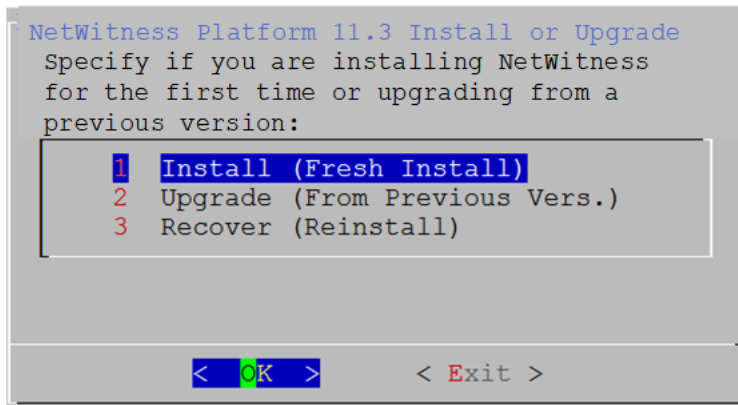 NetWitness Platform 11.3 Install or Upgrade
Specify if you are installing NetWitness
for the first time or upgrading from a
previous version:
1 Install (Fresh Install)
2 Upgrade (From Previous Vers.)
3 Recover (Reinstall)
< OK > < Exit >